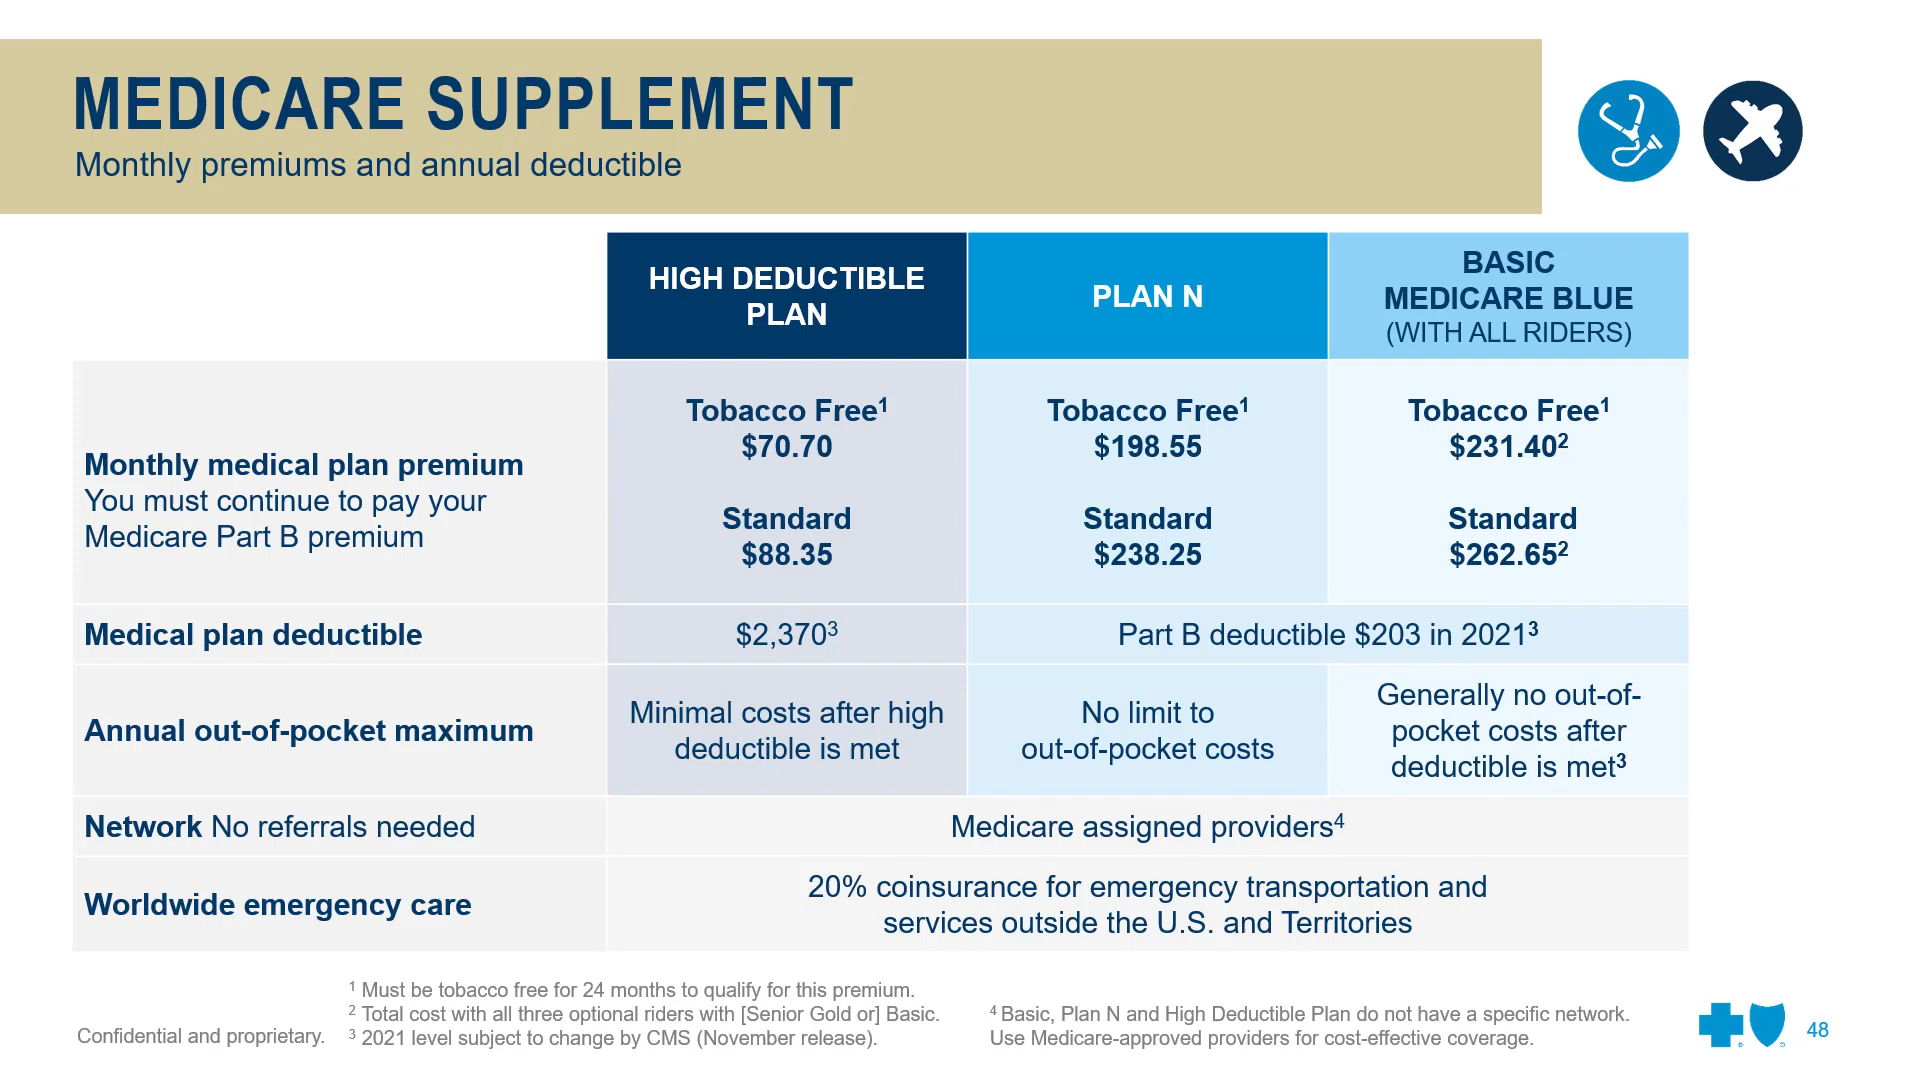 MEDICARE SUPPLEMENT
Monthly premiums and annual deductible
HIGH DEDUCTIBLE
PLAN
PLAN N
BASIC
MEDICARE BLUE
(WITH ALL RIDERS)
Monthly medical plan premium
You must continue to pay your
Medicare Part B premium
Tobacco Free¹
$70.70
Standard
$88.35
Tobacco Free¹
$198.55
Standard
$238.25
Tobacco Free¹
$231.40²
Standard
$262.65²
Medical plan deductible
$2,370³
Part B deductible $203 in 2021³
Annual out-of-pocket maximum
Minimal costs after high
deductible is met
No limit to
out-of-pocket costs
Generally no out-of-
pocket costs after
deductible is met³
Network No referrals needed
Medicare assigned providers⁴
Worldwide emergency care
20% coinsurance for emergency transportation and
services outside the U.S. and Territories
Confidential and proprietary.
¹ Must be tobacco free for 24 months to qualify for this premium.
² Total cost with all three optional riders with [Senior Gold or] Basic.
³ 2021 level subject to change by CMS (November release).
⁴ Basic, Plan N and High Deductible Plan do not have a specific network.
Use Medicare-approved providers for cost-effective coverage.
48